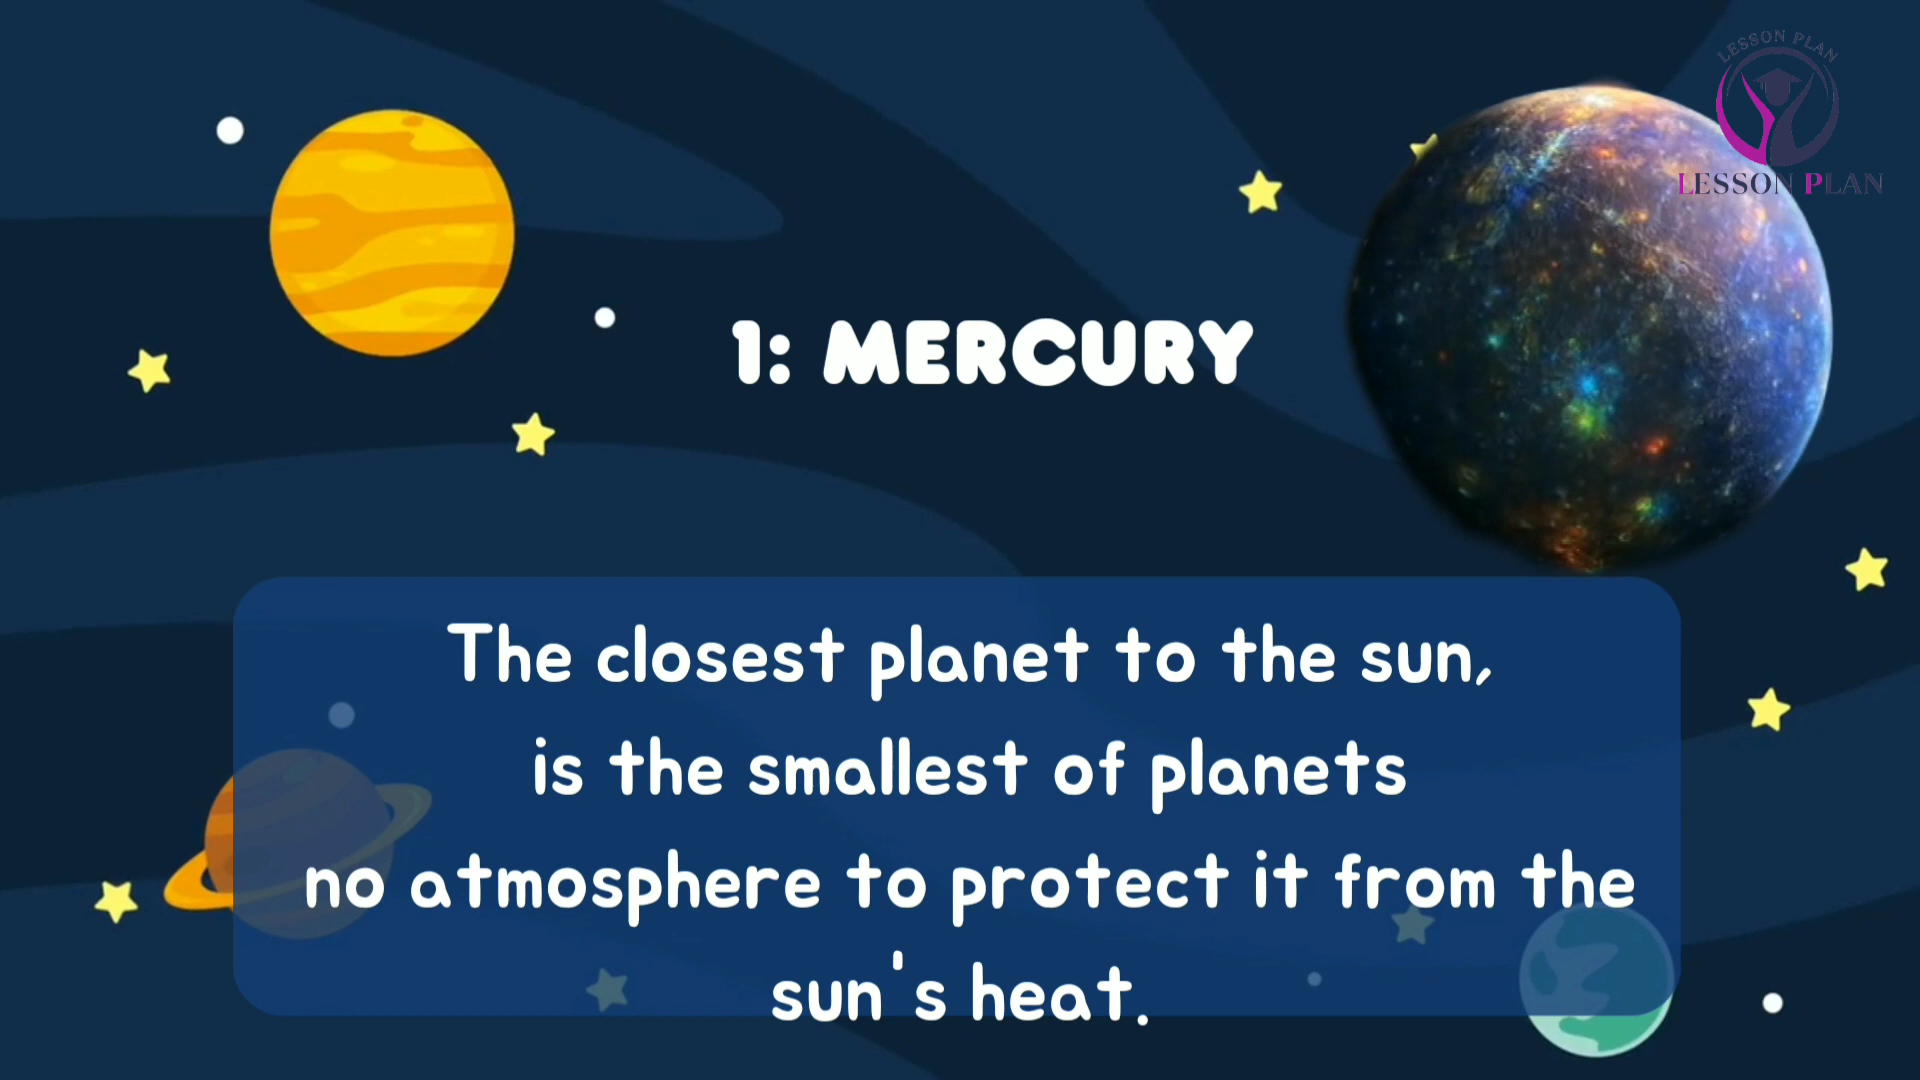 LESSON PLAN
LESSON PLAN
1: MERCURY
The closest planet to the sun,
is the smallest of planets
no atmosphere to protect it from the
sun's heat.